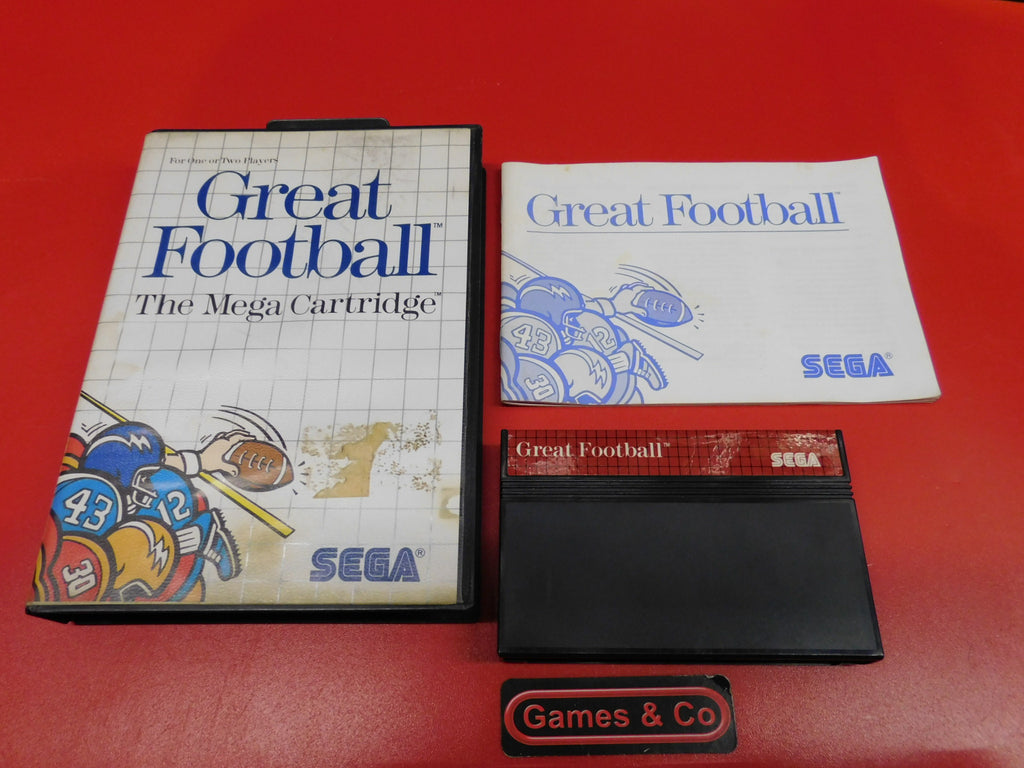 For One or Two Players
Great
Football™
The Mega Cartridge™
43
12
30
SEGA®
Great Football™
43
12
30
SEGA®
Great Football™
SEGA
Games & Co